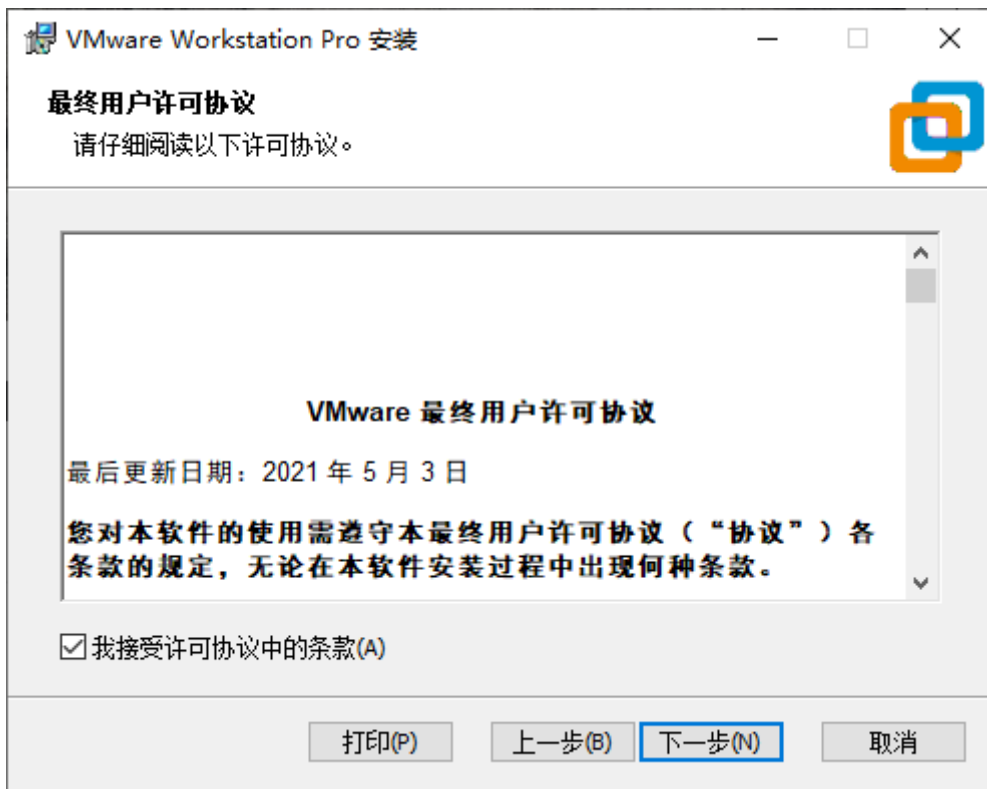 VMware Workstation Pro 安装
最终用户许可协议
请仔细阅读以下许可协议。
VMware 最终用户许可协议
最后更新日期：2021 年 5 月 3 日
您对本软件的使用需遵守本最终用户许可协议（“协议”）各
条款的规定，无论在本软件安装过程中出现何种条款。
我接受许可协议中的条款(A)
打印(P) 上一步(B) 下一步(N) 取消